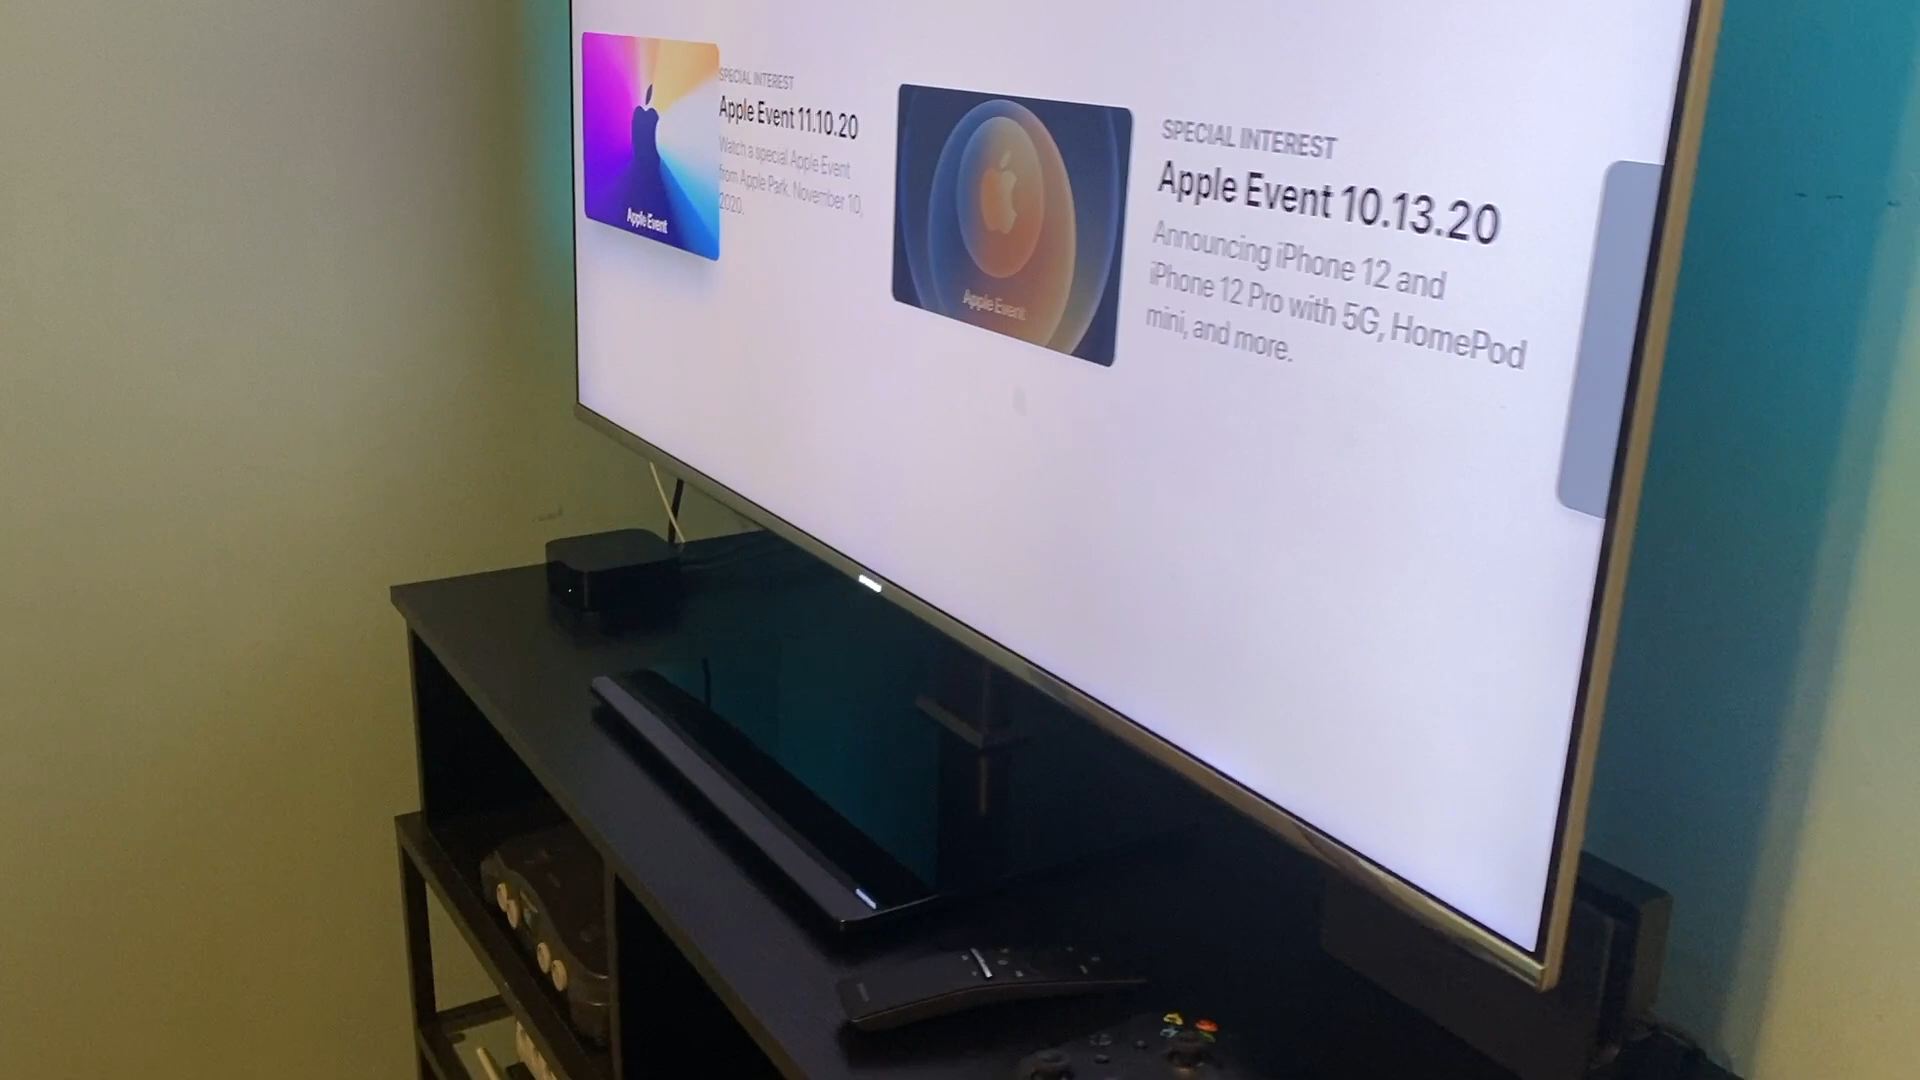 SPECIAL INTEREST
Apple Event 11.10.20
Watch a special Apple Event
from Apple Park. November 10,
2020.
Apple Event
SPECIAL INTEREST
Apple Event 10.13.20
Announcing iPhone 12 and
iPhone 12 Pro with 5G, HomePod
mini, and more.
Apple Event